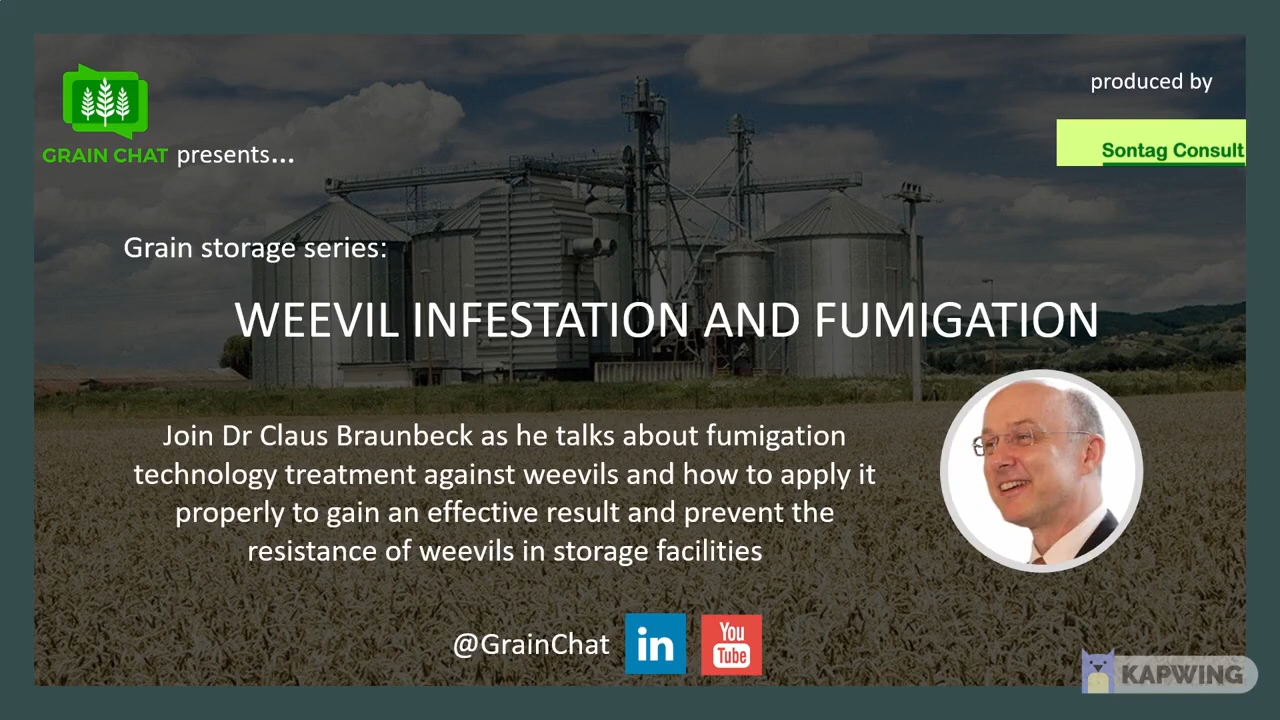 produced by
Sontag Consult
GRAIN CHAT presents...
Grain storage series:
WEEVIL INFESTATION AND FUMIGATION
Join Dr Claus Braunbeck as he talks about fumigation
technology treatment against weevils and how to apply it
properly to gain an effective result and prevent the
resistance of weevils in storage facilities
@GrainChat in You
Tube
KAPWING